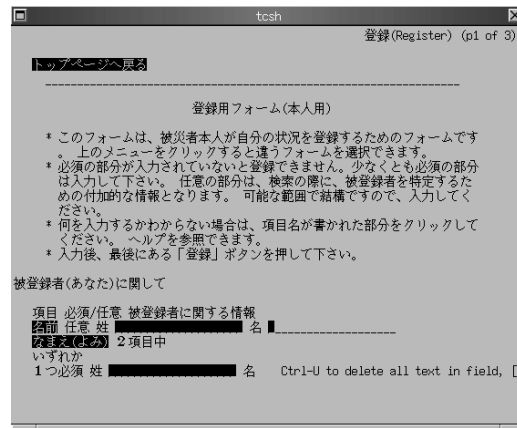 tcsh
登録(Register) (p1 of 3)
トップページへ戻る
登録用フォーム(本人用)
* このフォームは、被災者本人が自分の状況を登録するためのフォームです
。 上のメニューをクリックすると違うフォームを選択できます。
* 必須の部分が入力されていないと登録できません。少なくとも必須の部分
は入力して下さい。 任意の部分は、検索の際に、被登録者を特定するた
めの付加的な情報となります。 可能な範囲で結構ですので、入力してく
ださい。
* 何を入力するかわからない場合は、項目名が書かれた部分をクリックして
ください。 ヘルプを参照できます。
* 入力後、最後にある「登録」ボタンを押して下さい。
被登録者(あなた)に関して
項目 必須/任意 被登録者に関する情報
名前 任意 姓 名
なまえ(よみ) 2項目中
いずれか
1つ必須 姓 名 Ctrl-U to delete all text in field, [